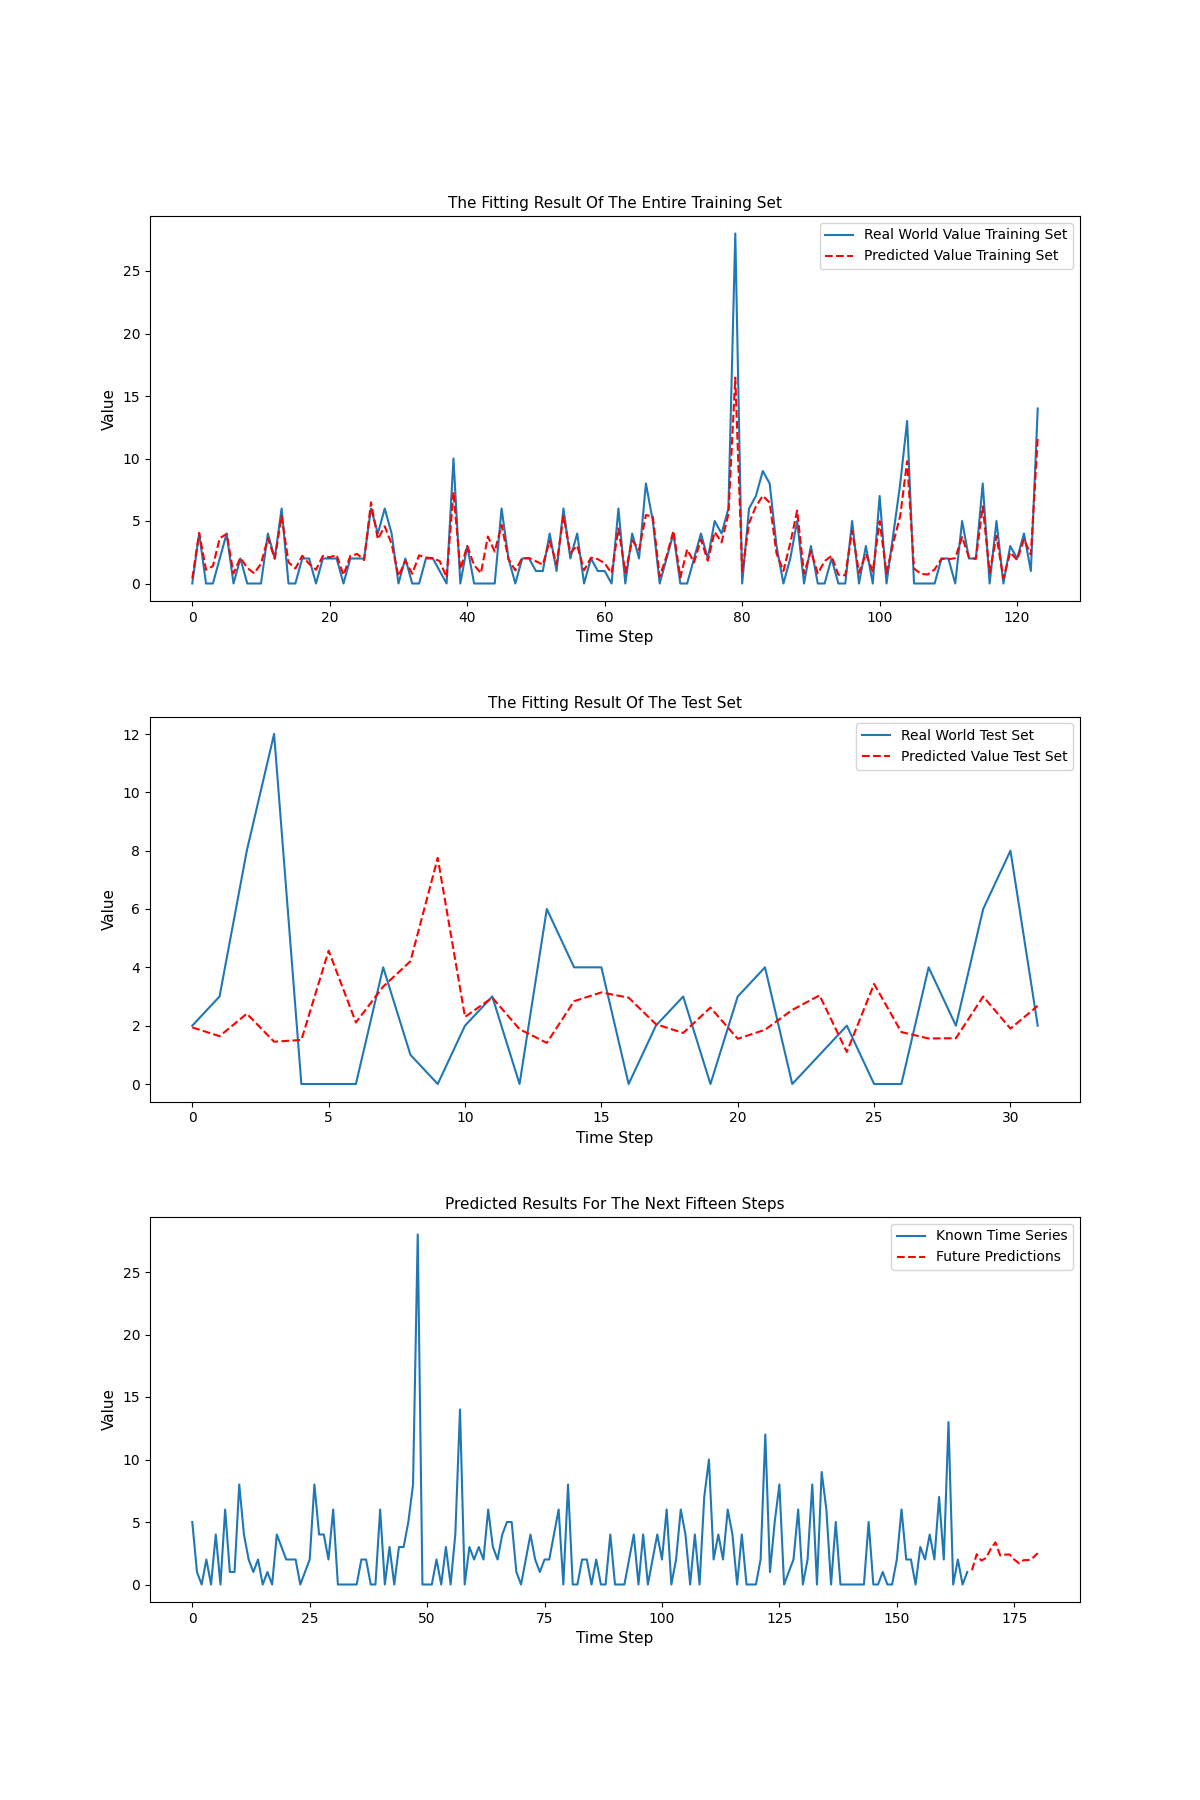 The Fitting Result Of The Entire Training Set
Real World Value Training Set
Predicted Value Training Set
25
20
15
10
5
0
Value
0 20 40 60 80 100 120
Time Step
The Fitting Result Of The Test Set
Real World Test Set
Predicted Value Test Set
12
10
8
6
4
2
0
Value
0 5 10 15 20 25 30
Time Step
Predicted Results For The Next Fifteen Steps
Known Time Series
Future Predictions
25
20
15
10
5
0
Value
0 25 50 75 100 125 150 175
Time Step